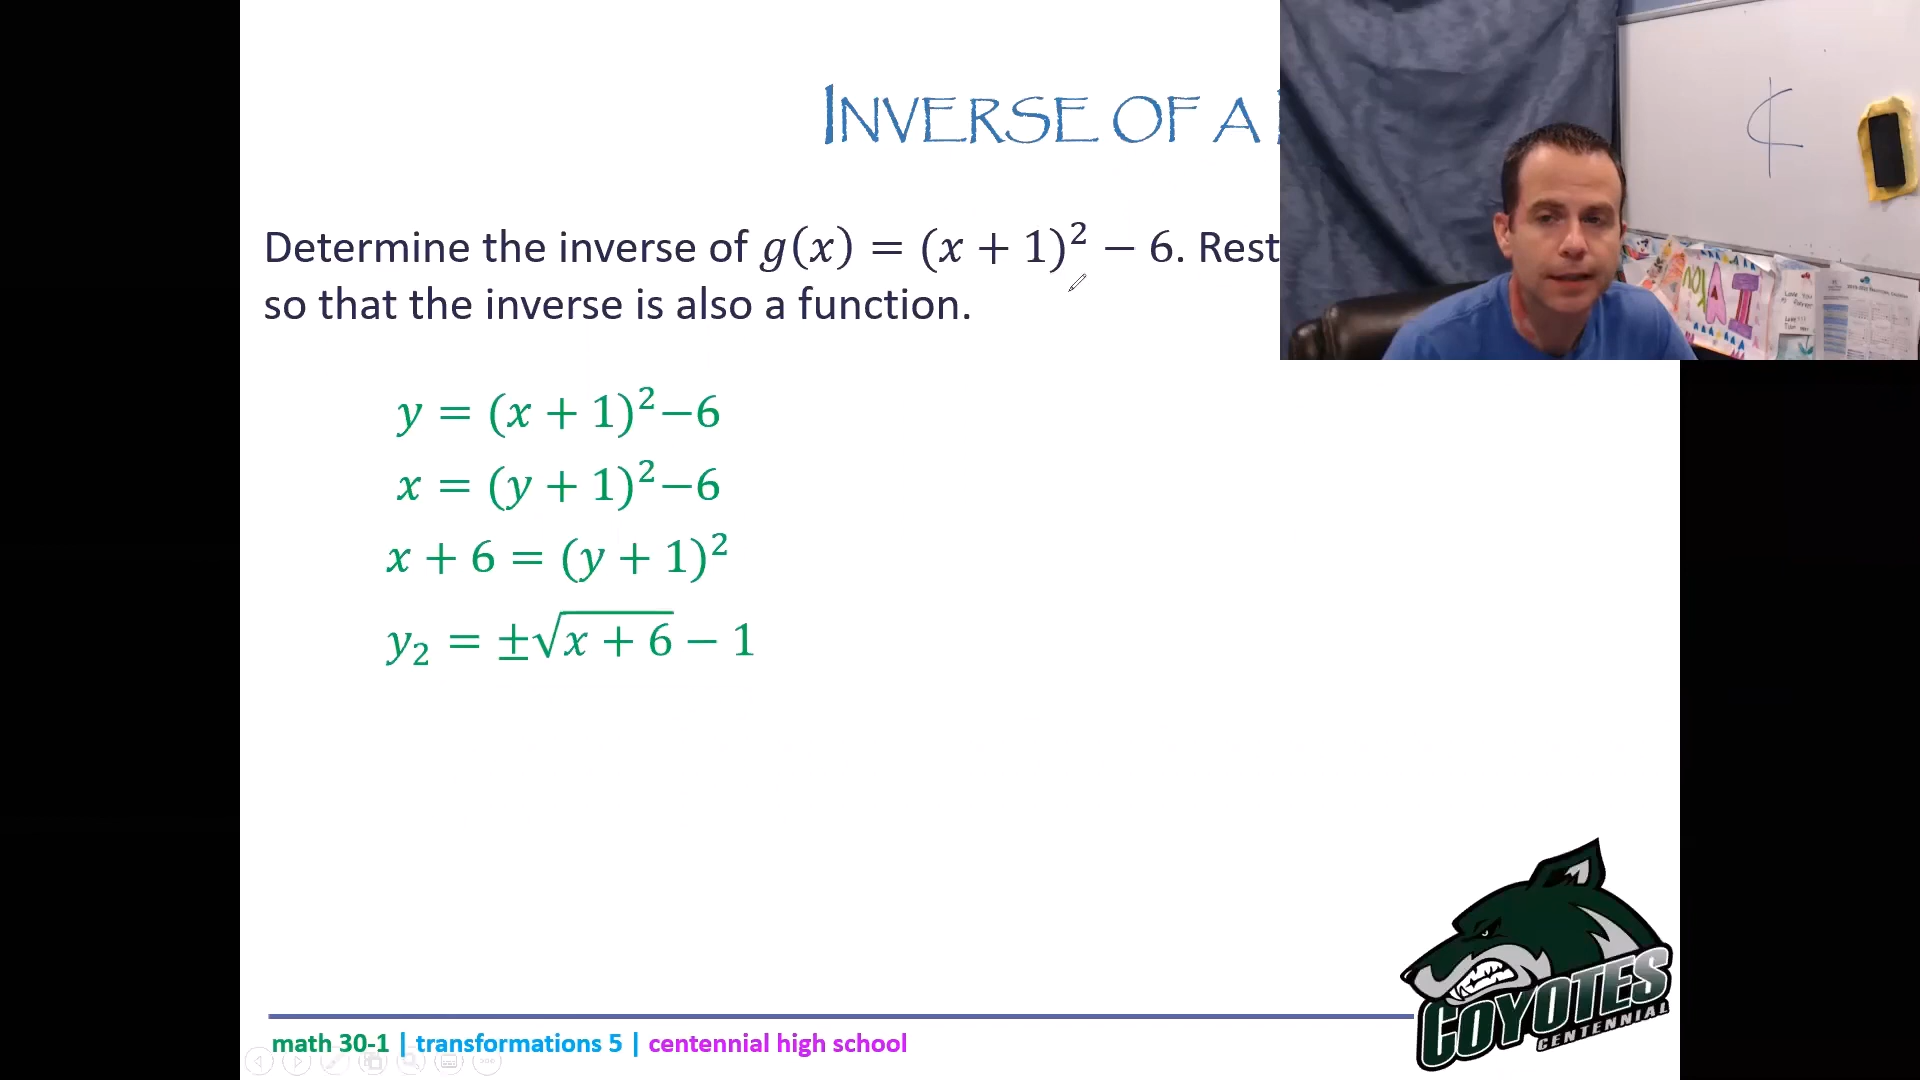 INVERSE OF A
Determine the inverse of g(x) = (x + 1)² − 6. Rest
so that the inverse is also a function.
y = (x + 1)²−6
x = (y + 1)²−6
x + 6 = (y + 1)²
y₂ = ±√(x + 6) − 1
COYOTES
CENTENNIAL
math 30-1 | transformations 5 | centennial high school